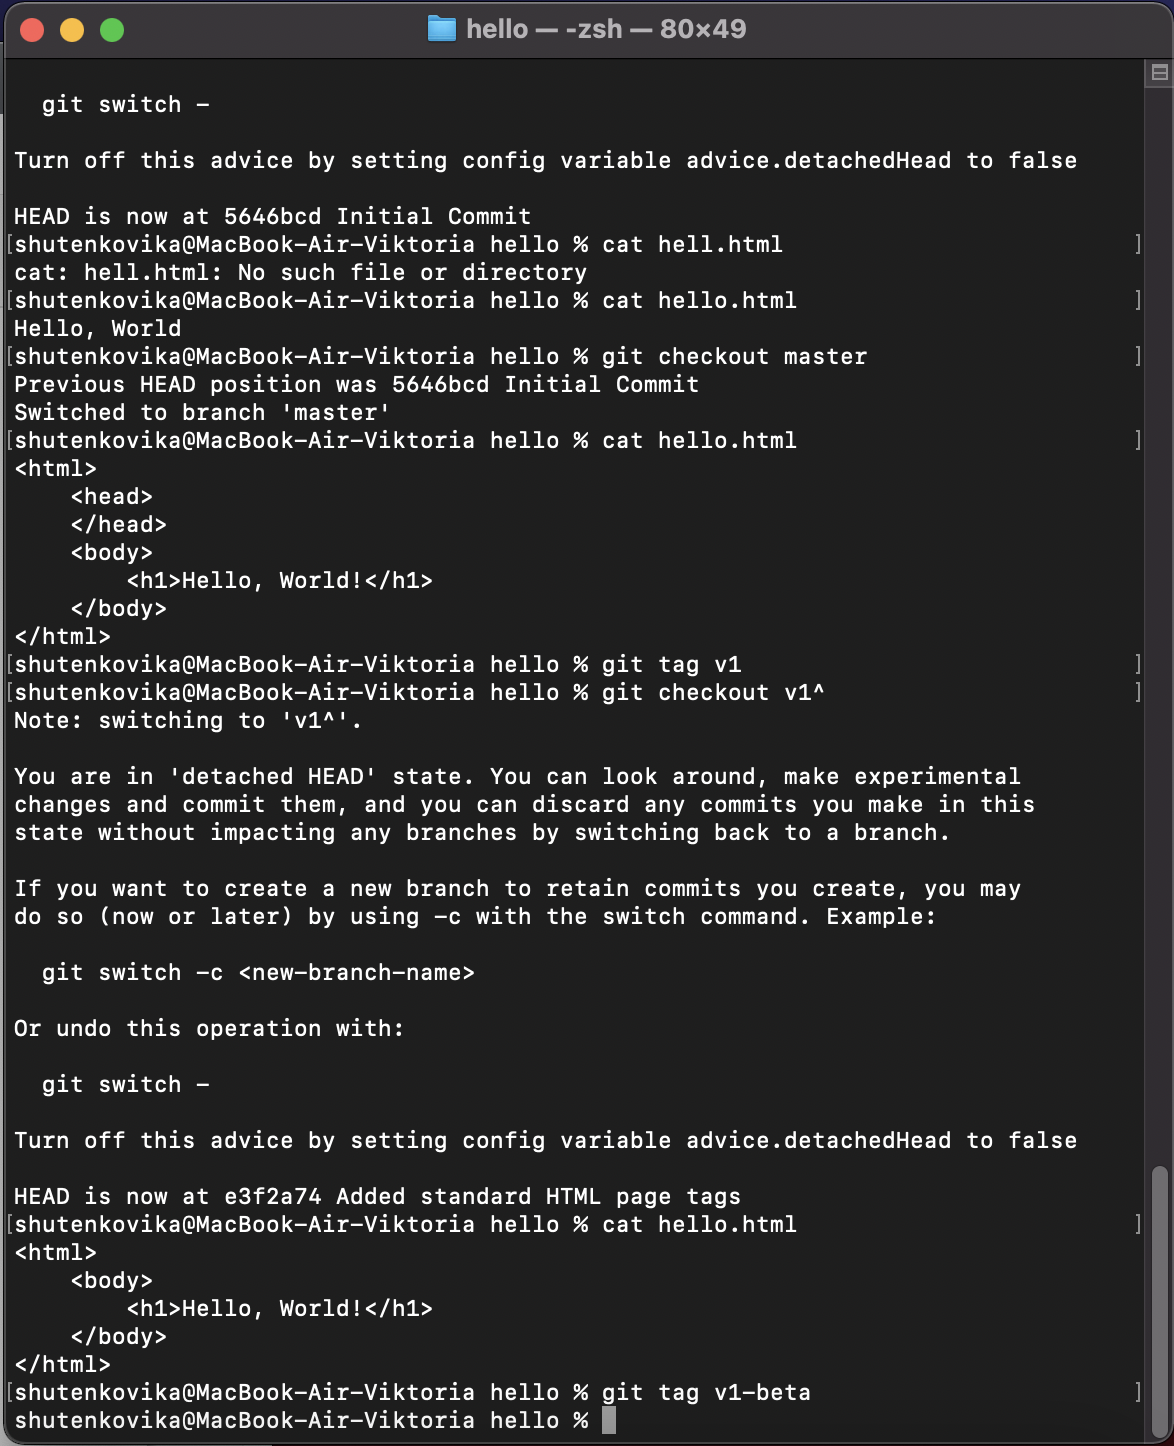 hello — -zsh — 80×49
git switch -
Turn off this advice by setting config variable advice.detachedHead to false
HEAD is now at 5646bcd Initial Commit
[shutenkovika@MacBook-Air-Viktoria hello % cat hell.html ]
cat: hell.html: No such file or directory
[shutenkovika@MacBook-Air-Viktoria hello % cat hello.html ]
Hello, World
[shutenkovika@MacBook-Air-Viktoria hello % git checkout master ]
Previous HEAD position was 5646bcd Initial Commit
Switched to branch 'master'
[shutenkovika@MacBook-Air-Viktoria hello % cat hello.html ]
<html>
    <head>
    </head>
    <body>
        <h1>Hello, World!</h1>
    </body>
</html>
[shutenkovika@MacBook-Air-Viktoria hello % git tag v1 ]
[shutenkovika@MacBook-Air-Viktoria hello % git checkout v1^ ]
Note: switching to 'v1^'.
You are in 'detached HEAD' state. You can look around, make experimental
changes and commit them, and you can discard any commits you make in this
state without impacting any branches by switching back to a branch.
If you want to create a new branch to retain commits you create, you may
do so (now or later) by using -c with the switch command. Example:
  git switch -c <new-branch-name>
Or undo this operation with:
  git switch -
Turn off this advice by setting config variable advice.detachedHead to false
HEAD is now at e3f2a74 Added standard HTML page tags
[shutenkovika@MacBook-Air-Viktoria hello % cat hello.html ]
<html>
    <body>
        <h1>Hello, World!</h1>
    </body>
</html>
[shutenkovika@MacBook-Air-Viktoria hello % git tag v1-beta ]
shutenkovika@MacBook-Air-Viktoria hello %